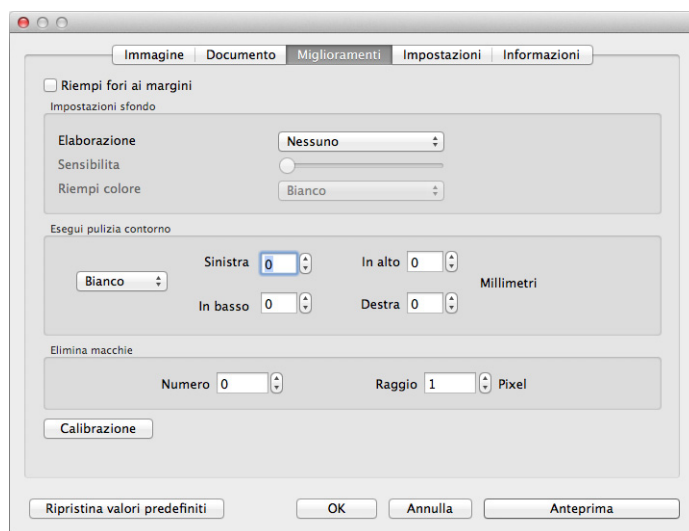 Immagine Documento Miglioramenti Impostazioni Informazioni
Riempi fori ai margini
Impostazioni sfondo
Elaborazione Nessuno
Sensibilita
Riempi colore Bianco
Esegui pulizia contorno
Sinistra 0 In alto 0
Bianco Millimetri
In basso 0 Destra 0
Elimina macchie
Numero 0 Raggio 1 Pixel
Calibrazione
Ripristina valori predefiniti OK Annulla Anteprima